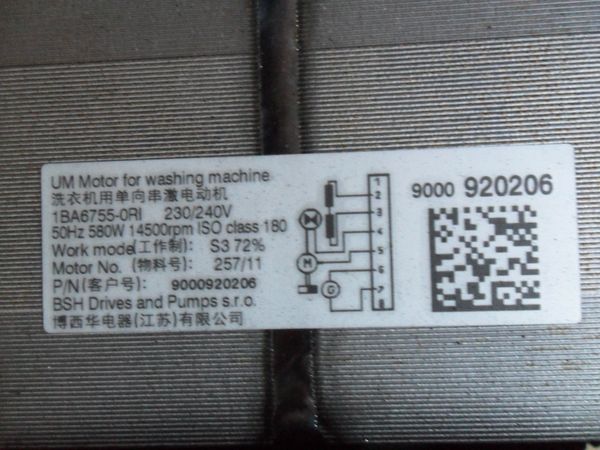 UM Motor for washing machine
洗衣机用单向串激电动机
1BA6755-0RI 230/240V
50Hz 580W 14500rpm ISO class 180
Work mode(工作制): S3 72%
Motor No. (物料号): 257/11
P/N(客户号): 9000920206
BSH Drives and Pumps s.r.o.
博西华电器(江苏)有限公司
1
2
3
4
5
6
7
8
M
G
9000 920206